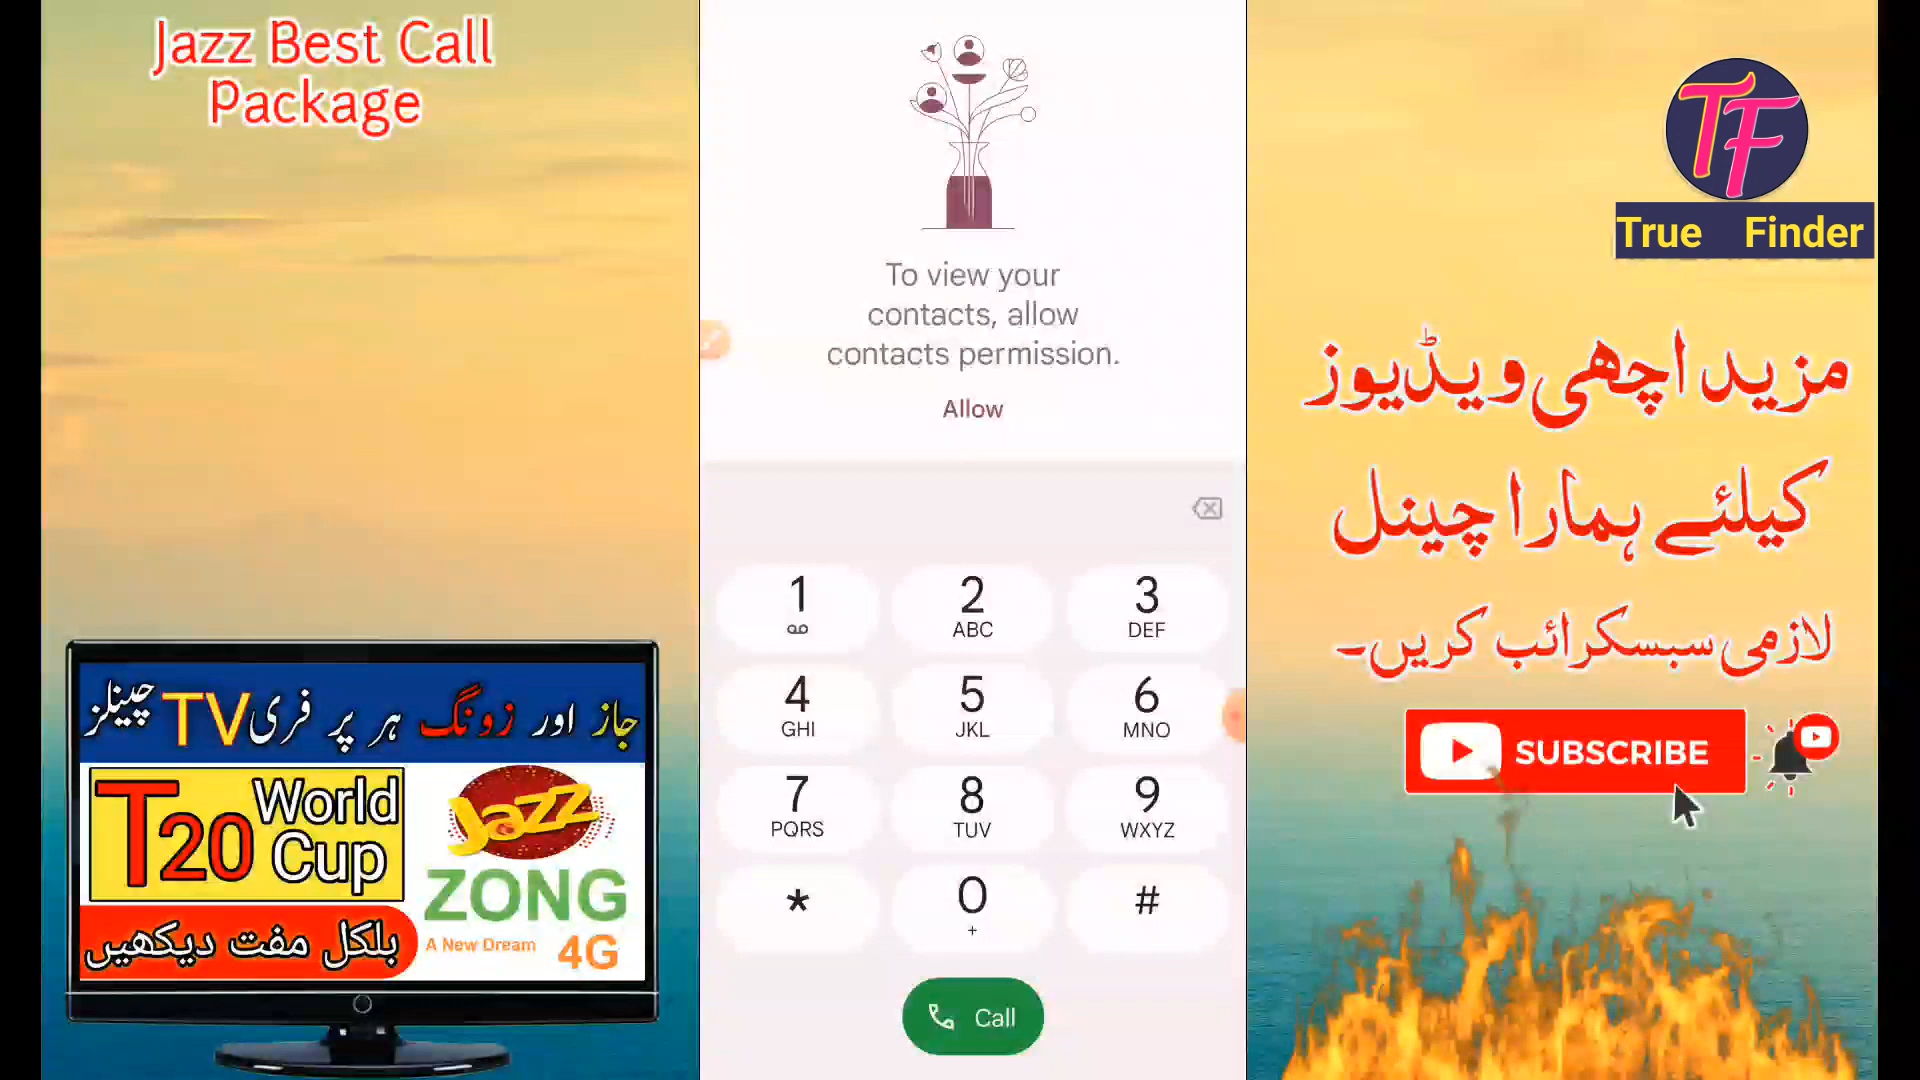 Jazz Best Call
Package
To view your
contacts, allow
contacts permission.
Allow
1
2
ABC
3
DEF
4
GHI
5
JKL
6
MNO
7
PQRS
8
TUV
9
WXYZ
*
0
+
#
Call
TF
True Finder
مزید اچھی ویڈیوز
کیلئے ہمارا چینل
لازمی سبسکرائب کریں۔
SUBSCRIBE
جاز اور زونگ ہر پر فری TV چینلز
T20 World
Cup
Jazz
ZONG
A New Dream 4G
بلکل مفت دیکھیں